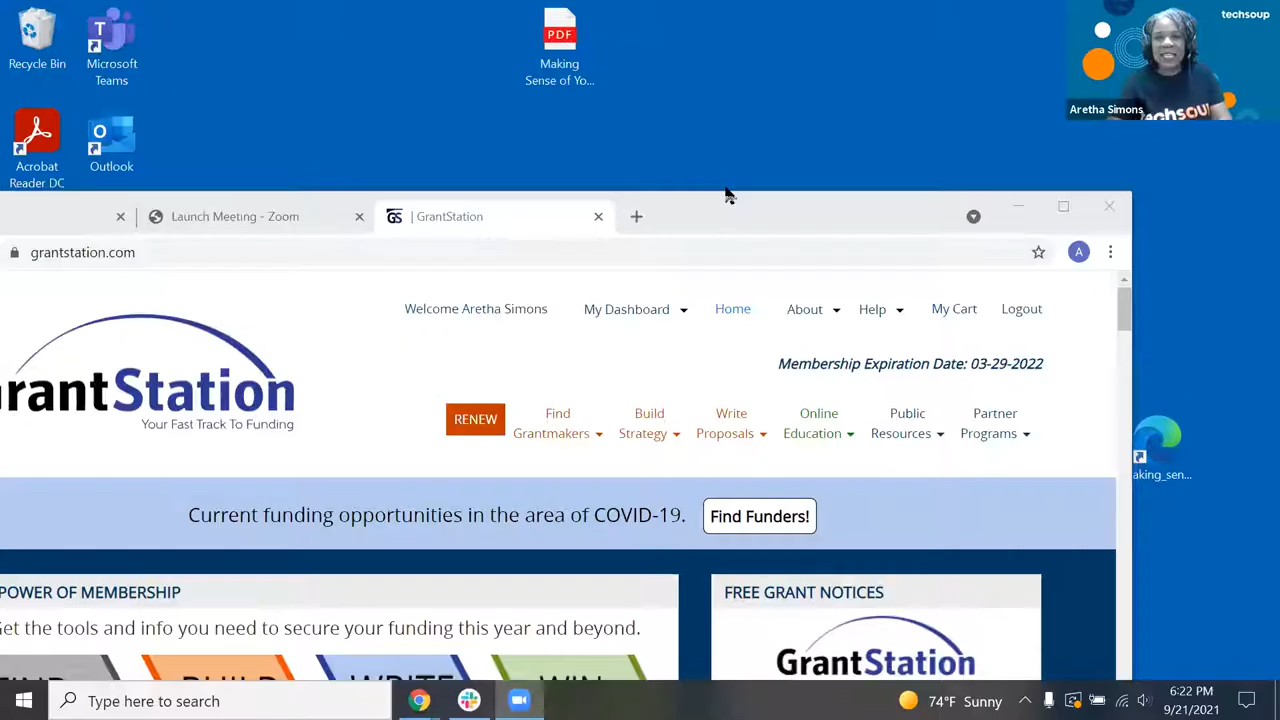 Recycle Bin
Microsoft
Teams
PDF
Making
Sense of Yo...
techsoup
Aretha Simons
Acrobat
Reader DC
Outlook
Launch Meeting - Zoom
| GrantStation
grantstation.com
A
Welcome Aretha Simons
My Dashboard
Home
About
Help
My Cart
Logout
Membership Expiration Date: 03-29-2022
rantStation
Your Fast Track To Funding
RENEW
Find
Grantmakers
Build
Strategy
Write
Proposals
Online
Education
Public
Resources
Partner
Programs
aking_sen...
Current funding opportunities in the area of COVID-19.
Find Funders!
POWER OF MEMBERSHIP
Get the tools and info you need to secure your funding this year and beyond.
FREE GRANT NOTICES
GrantStation
Type here to search
74°F Sunny
6:22 PM
9/21/2021